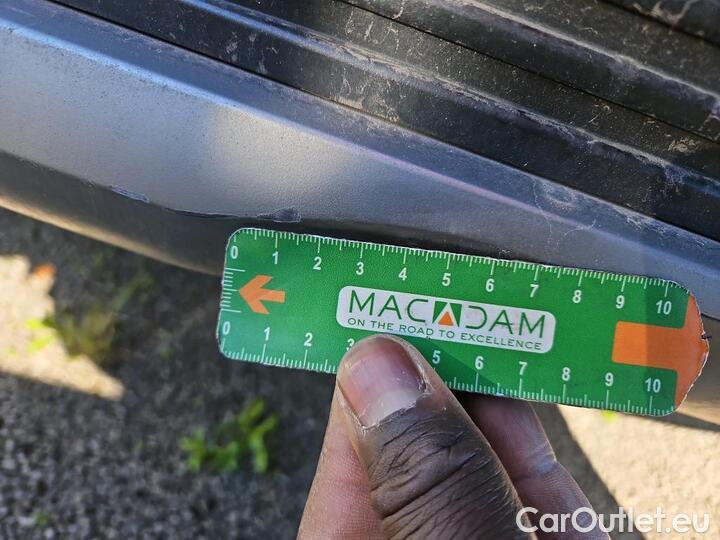 0 1 2 3 4 5 6 7 8 9 10
MACADAM
ON THE ROAD TO EXCELLENCE
0 1 2 3 5 6 7 8 9 10
CarOutlet.eu